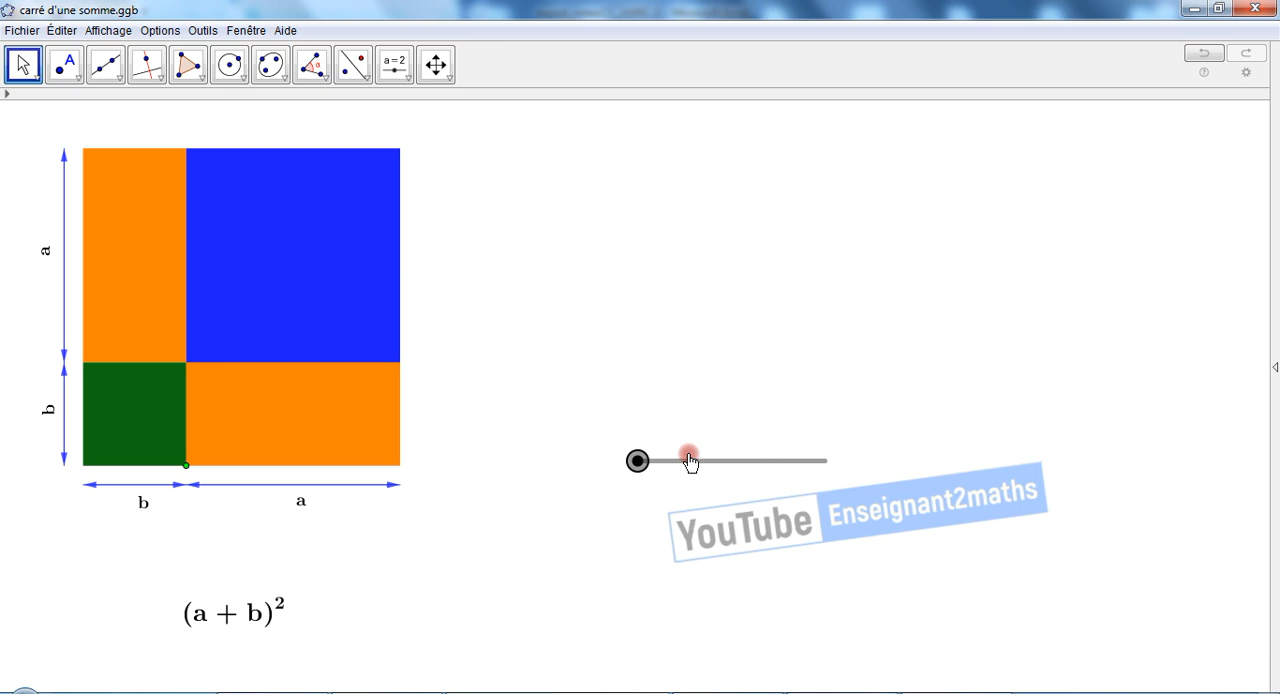 carré d'une somme.ggb
Fichier Éditer Affichage Options Outils Fenêtre Aide
A
α
a=2
a
b
b
a
YouTube Enseignant2maths
(a + b)²